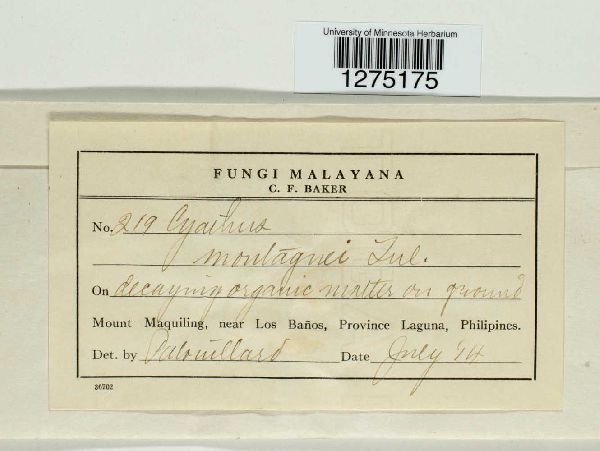 University of Minnesota Herbarium
1275175
FUNGI MALAYANA
C. F. BAKER
No. 219 Cyathus
montagnei Tul.
On decaying organic matter on ground
Mount Maquiling, near Los Baños, Province Laguna, Philipines.
Det. by Patouillard Date July '14
36702